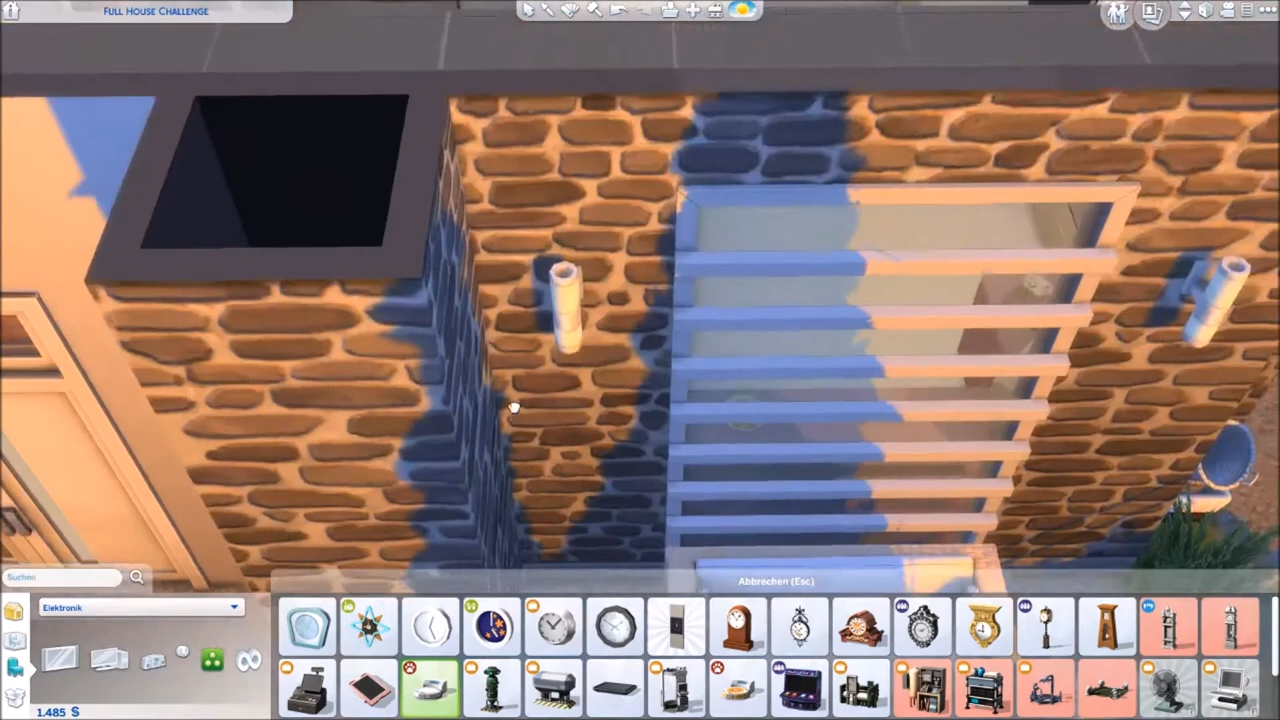 FULL HOUSE CHALLENGE
Abbrechen (Esc)
Suchen
Elektronik
1.485 $